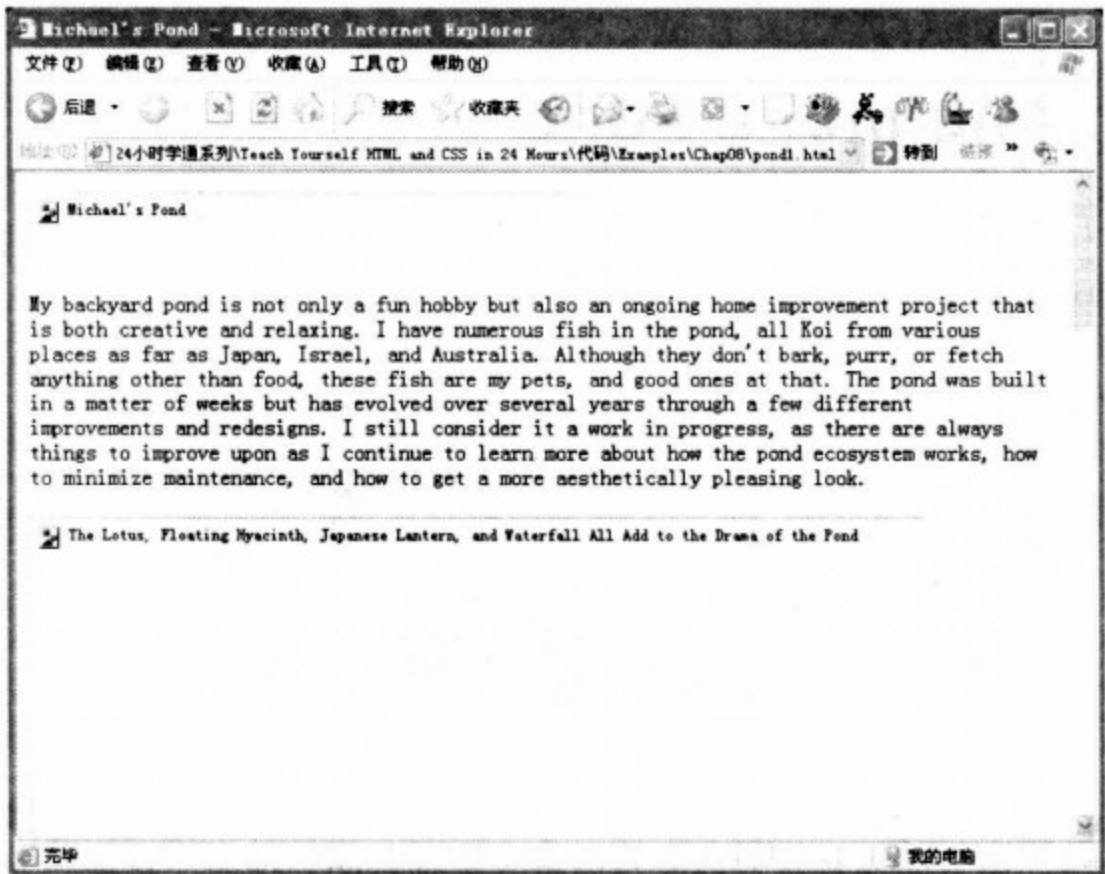 Michael's Pond - Microsoft Internet Explorer
文件(F) 编辑(E) 查看(V) 收藏(A) 工具(T) 帮助(H)
后退 搜索 收藏夹
地址(D) 24小时学通系列\Teach Yourself HTML and CSS in 24 Hours\代码\Examples\Chap08\pond1.html 转到 链接 »
Michael's Pond
My backyard pond is not only a fun hobby but also an ongoing home improvement project that
is both creative and relaxing. I have numerous fish in the pond, all Koi from various
places as far as Japan, Israel, and Australia. Although they don't bark, purr, or fetch
anything other than food, these fish are my pets, and good ones at that. The pond was built
in a matter of weeks but has evolved over several years through a few different
improvements and redesigns. I still consider it a work in progress, as there are always
things to improve upon as I continue to learn more about how the pond ecosystem works, how
to minimize maintenance, and how to get a more aesthetically pleasing look.
The Lotus, Floating Hyacinth, Japanese Lantern, and Waterfall All Add to the Drama of the Pond
完毕 我的电脑